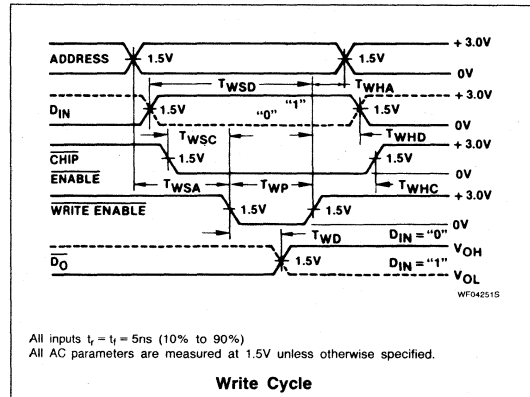 + 3.0V
ADDRESS 1.5V 1.5V
0V
TWSD TWHA
+ 3.0V
DIN 1.5V "1" 1.5V
"0"
0V
TWSC TWHD
+ 3.0V
CHIP 1.5V 1.5V
ENABLE 0V
TWSA TWP TWHC
+ 3.0V
WRITE ENABLE 1.5V 1.5V
0V
TWD DIN = "0"
VOH
DO 1.5V DIN = "1"
VOL
WF04251S
All inputs tr = tf = 5ns (10% to 90%)
All AC parameters are measured at 1.5V unless otherwise specified.
Write Cycle